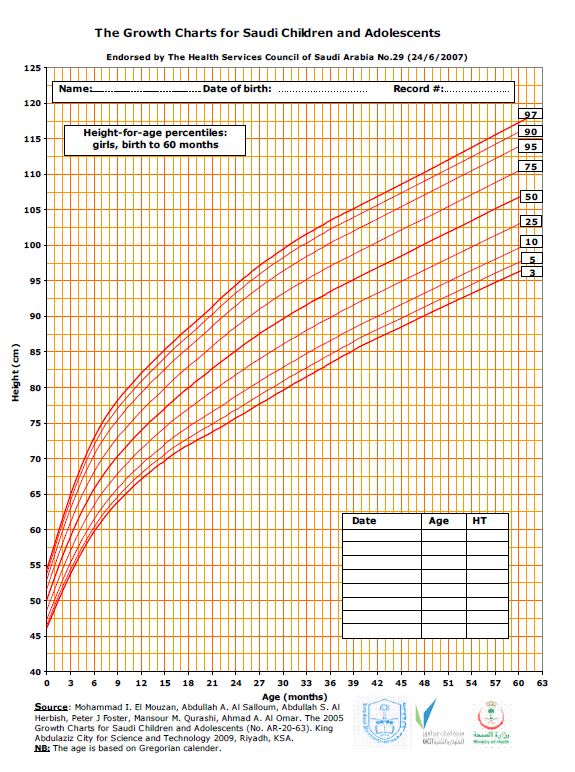 The Growth Charts for Saudi Children and Adolescents
Endorsed by The Health Services Council of Saudi Arabia No.29 (24/6/2007)
Name: Date of birth: Record #:
Height-for-age percentiles:
girls, birth to 60 months
125
120
115
110
105
100
95
90
85
80
75
70
65
60
55
50
45
40
Height (cm)
97
90
95
75
50
25
10
5
3
Date Age HT
0 3 6 9 12 15 18 21 24 27 30 33 36 39 42 45 48 51 54 57 60 63
Age (months)
Source: Mohammad I. El Mouzan, Abdullah A. Al Salloum, Abdullah S. Al
Herbish, Peter J Foster, Mansour M. Qurashi, Ahmad A. Al Omar. The 2005
Growth Charts for Saudi Children and Adolescents (No. AR-20-63). King
Abdulaziz City for Science and Technology 2009, Riyadh, KSA.
NB: The age is based on Gregorian calender.
وزارة الصحة
Ministry of Health